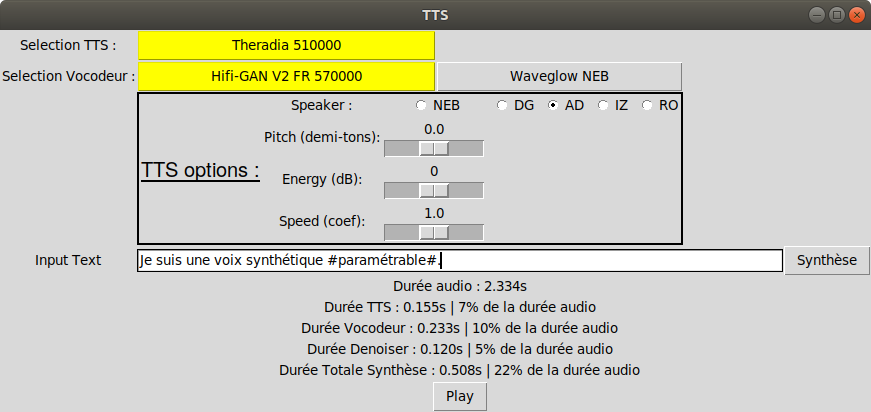 TTS
Selection TTS : Theradia 510000
Selection Vocodeur : Hifi-GAN V2 FR 570000 Waveglow NEB
Speaker : NEB DG AD IZ RO
0.0
Pitch (demi-tons):
TTS options :
0
Energy (dB):
1.0
Speed (coef):
Input Text Je suis une voix synthétique #paramétrable#. Synthèse
Durée audio : 2.334s
Durée TTS : 0.155s | 7% de la durée audio
Durée Vocodeur : 0.233s | 10% de la durée audio
Durée Denoiser : 0.120s | 5% de la durée audio
Durée Totale Synthèse : 0.508s | 22% de la durée audio
Play